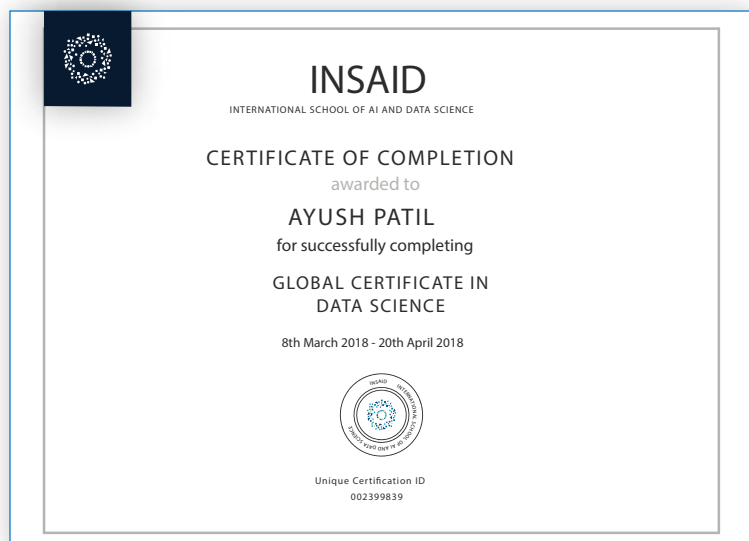 INSAID
INTERNATIONAL SCHOOL OF AI AND DATA SCIENCE
CERTIFICATE OF COMPLETION
awarded to
AYUSH PATIL
for successfully completing
GLOBAL CERTIFICATE IN
DATA SCIENCE
8th March 2018 - 20th April 2018
INSAID INTERNATIONAL SCHOOL OF AI AND DATA SCIENCE
Unique Certification ID
002399839